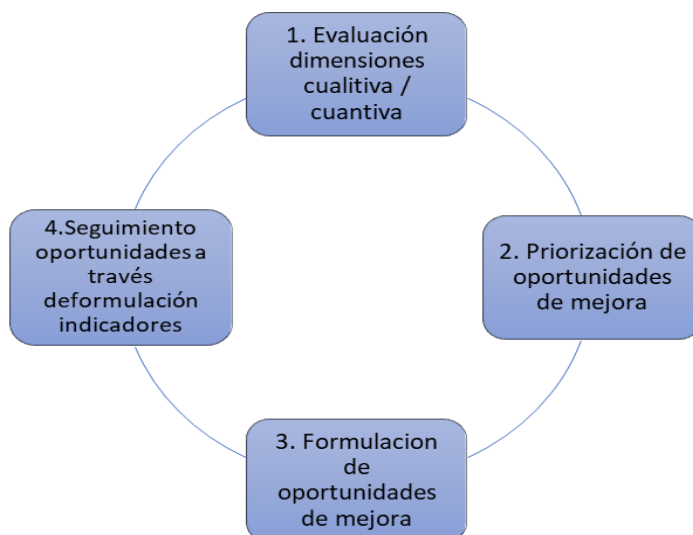 1. Evaluación
dimensiones
cualitiva /
cuantiva
2. Priorización de
oportunidades
de mejora
3. Formulacion
de
oportunidades
de mejora
4.Seguimiento
oportunidades a
través
deformulación
indicadores